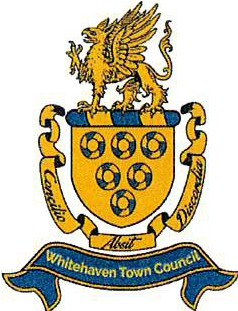 Concilio
Absit
Discordia
Whitehaven Town Council